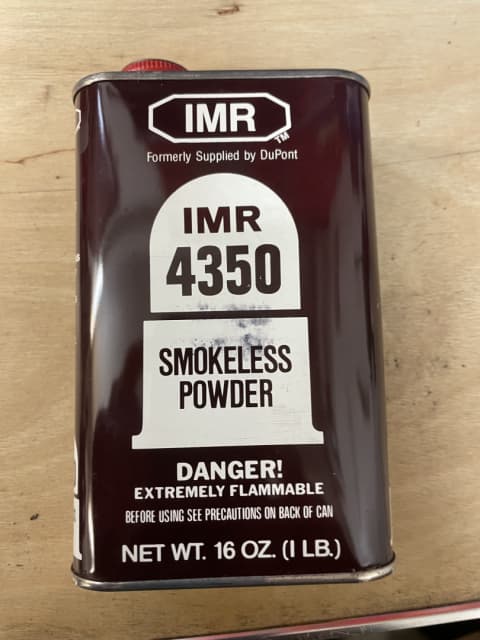 IMR
TM
Formerly Supplied by DuPont
IMR
4350
SMOKELESS
POWDER
DANGER!
EXTREMELY FLAMMABLE
BEFORE USING SEE PRECAUTIONS ON BACK OF CAN
NET WT. 16 OZ. (1 LB.)